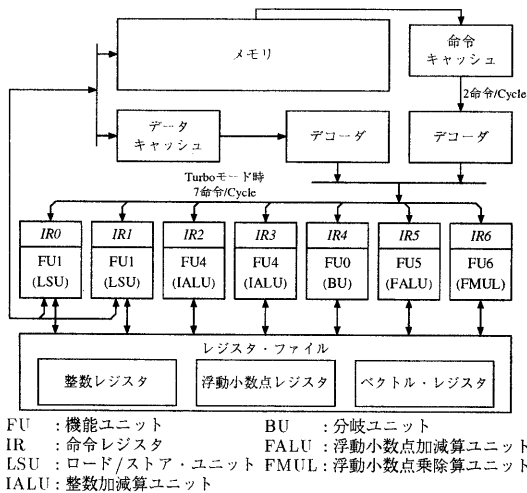 メモリ
命令
キャッシュ
2命令/Cycle
データ
キャッシュ
デコーダ
デコーダ
Turboモード時
7命令/Cycle
IR0 IR1 IR2 IR3 IR4 IR5 IR6
FU1 FU1 FU4 FU4 FU0 FU5 FU6
(LSU) (LSU) (IALU) (IALU) (BU) (FALU) (FMUL)
レジスタ・ファイル
整数レジスタ 浮動小数点レジスタ ベクトル・レジスタ
FU :機能ユニット BU :分岐ユニット
IR :命令レジスタ FALU :浮動小数点加減算ユニット
LSU :ロード/ストア・ユニット FMUL:浮動小数点乗除算ユニット
IALU:整数加減算ユニット